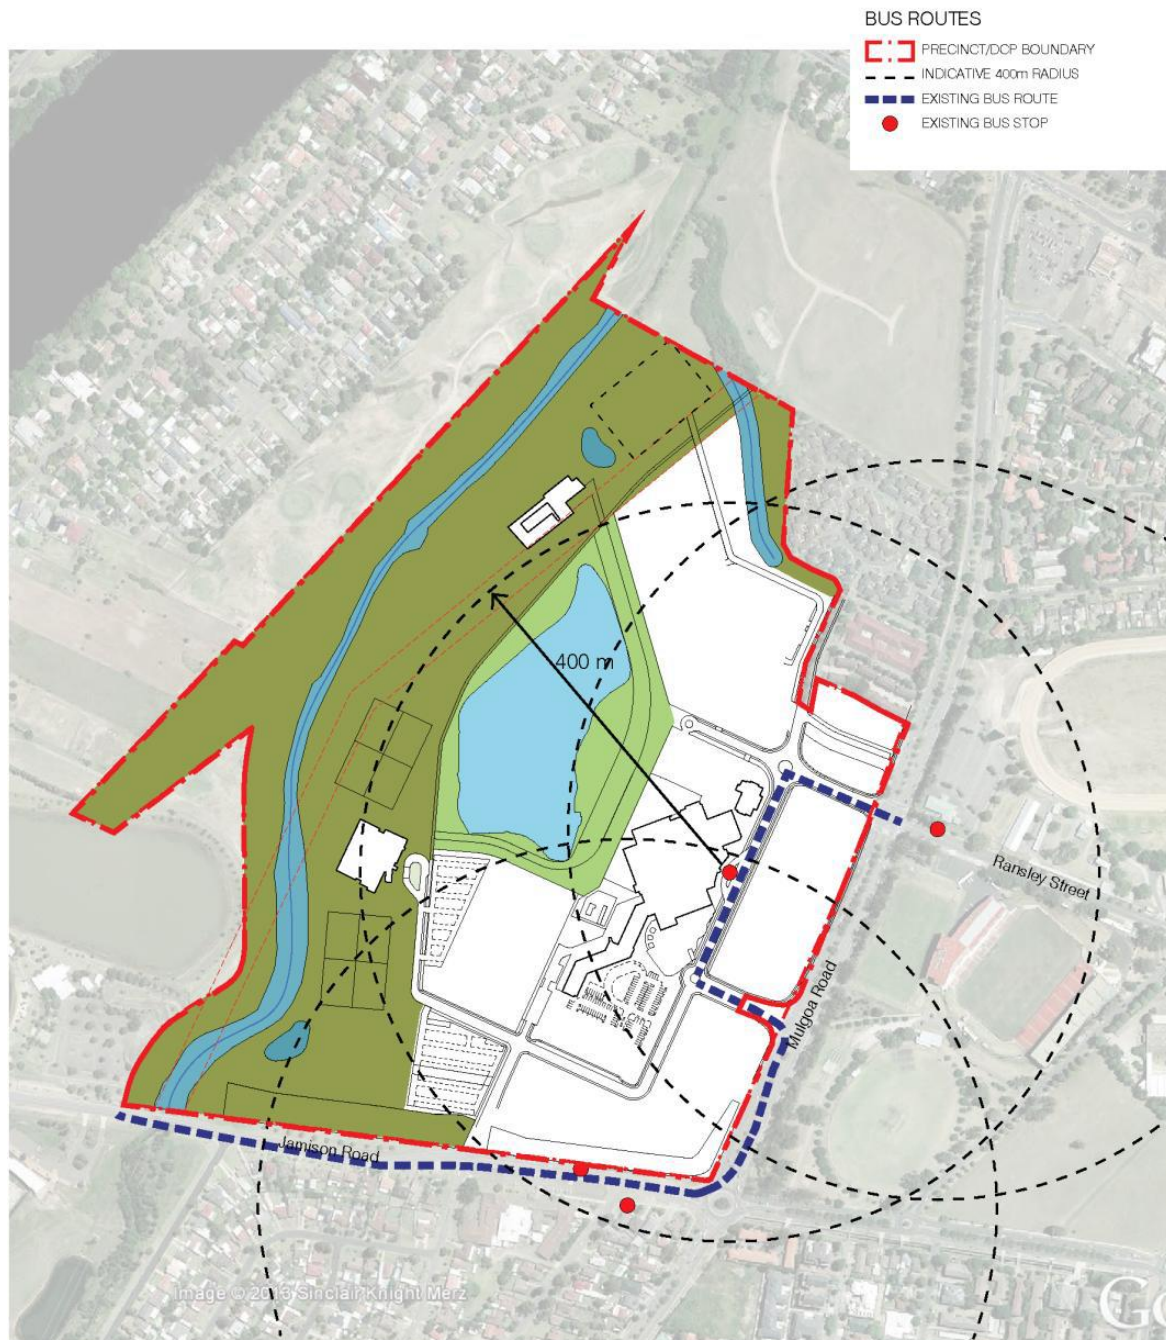 BUS ROUTES
PRECINCT/DCP BOUNDARY
INDICATIVE 400m RADIUS
EXISTING BUS ROUTE
EXISTING BUS STOP
400 m
Ransley Street
Mulgoa Road
Jamison Road
Image © 2013 Sinclair Knight Merz
Go